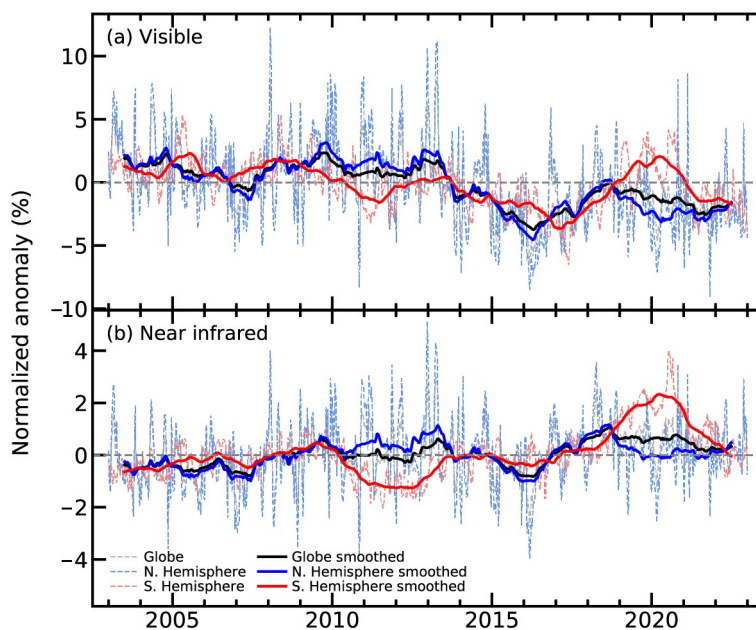 (a) Visible
10
5
0
−5
−10
(b) Near infrared
4
2
0
−2
−4
Normalized anomaly (%)
Globe Globe smoothed
N. Hemisphere N. Hemisphere smoothed
S. Hemisphere S. Hemisphere smoothed
2005 2010 2015 2020